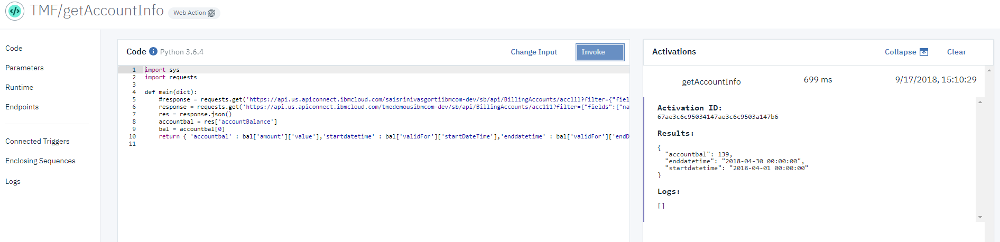 TMF/getAccountInfo Web Action
Code
Parameters
Runtime
Endpoints
Connected Triggers
Enclosing Sequences
Logs
Code i Python 3.6.4 Change Input Invoke
1 import sys
2 import requests
3
4 def main(dict):
5 #response = requests.get('https://api.us.apiconnect.ibmcloud.com/saisrinivasgortiibmcom-dev/sb/api/BillingAccounts/acc111?filter={"fiel
6 response = requests.get('https://api.us.apiconnect.ibmcloud.com/tmedemousibmcom-dev/sb/api/BillingAccounts/acc111?filter={"fields":{"na
7 res = response.json()
8 accountbal = res['accountBalance']
9 bal = accountbal[0]
10 return { 'accountbal' : bal['amount']['value'],'startdatetime' : bal['validFor']['startDateTime'],'enddatetime' : bal['validFor']['endD
11
Activations Collapse Clear
getAccountInfo 699 ms 9/17/2018, 15:10:29
Activation ID:
67ae3c6c95034147ae3c6c9503a147b6
Results:
{
"accountbal": 139,
"enddatetime": "2018-04-30 00:00:00",
"startdatetime": "2018-04-01 00:00:00"
}
Logs:
[]